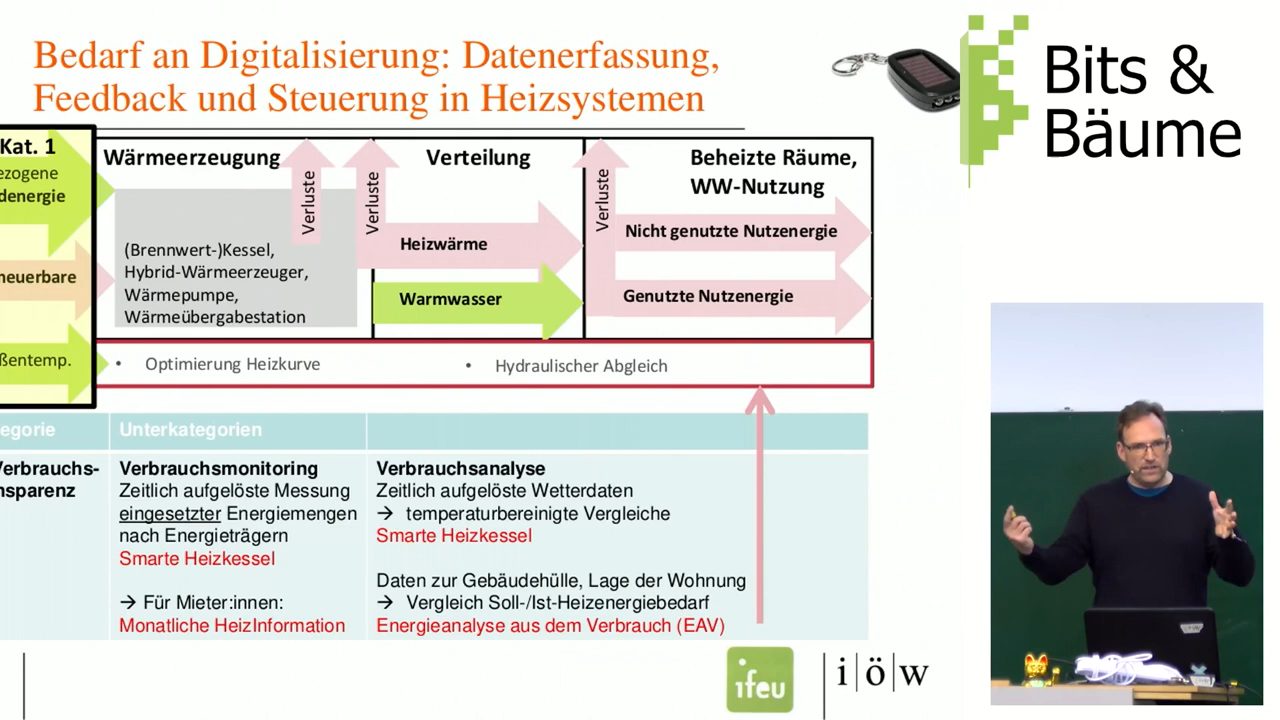 Bedarf an Digitalisierung: Datenerfassung,
Feedback und Steuerung in Heizsystemen
Bits &
Bäume
Kat. 1
ezogene
denergie
neuerbare
ßentemp.
Wärmeerzeugung
Verluste
(Brennwert-)Kessel,
Hybrid-Wärmeerzeuger,
Wärmepumpe,
Wärmeübergabestation
Verluste
Verteilung
Heizwärme
Warmwasser
Verluste
Beheizte Räume,
WW-Nutzung
Nicht genutzte Nutzenergie
Genutzte Nutzenergie
• Optimierung Heizkurve
• Hydraulischer Abgleich
egorie
Unterkategorien
Verbrauchs-
nsparenz
Verbrauchsmonitoring
Zeitlich aufgelöste Messung
eingesetzter Energiemengen
nach Energieträgern
Smarte Heizkessel
→ Für Mieter:innen:
Monatliche HeizInformation
Verbrauchsanalyse
Zeitlich aufgelöste Wetterdaten
→ temperaturbereinigte Vergleiche
Smarte Heizkessel
Daten zur Gebäudehülle, Lage der Wohnung
→ Vergleich Soll-/Ist-Heizenergiebedarf
Energieanalyse aus dem Verbrauch (EAV)
ifeu
i|ö|w